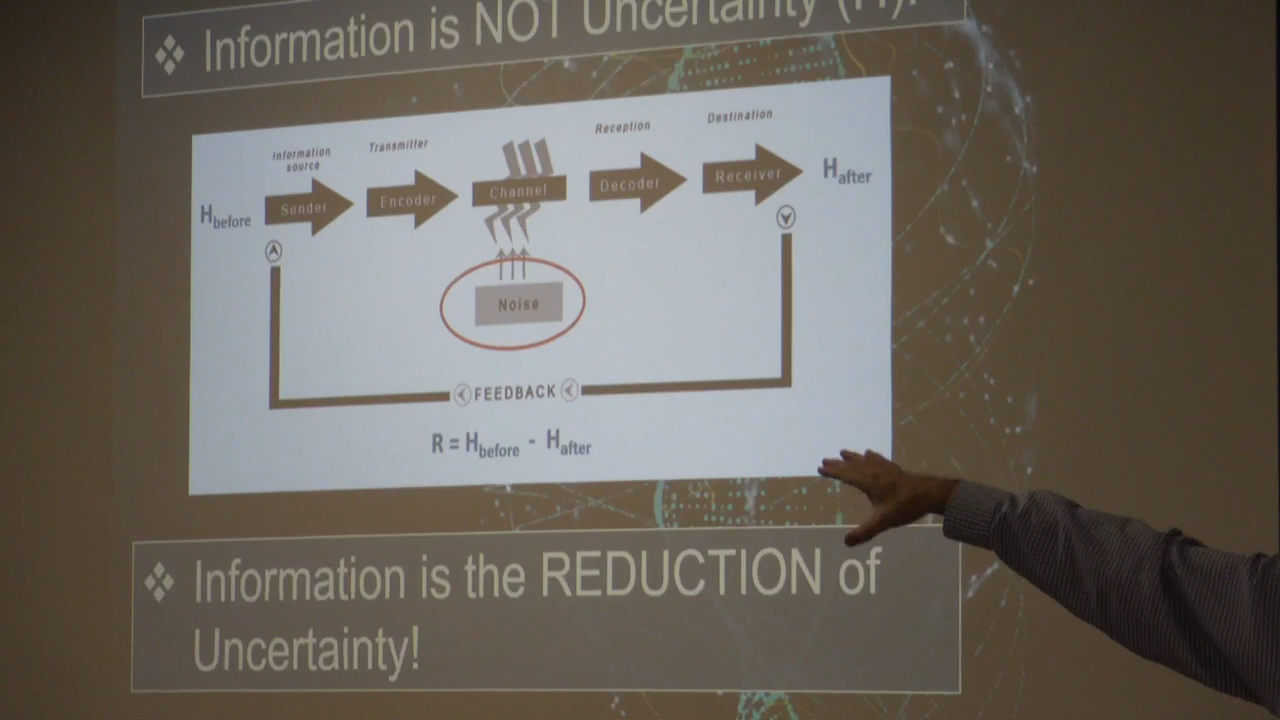 ❖ Information is NOT Uncertainty (H).
Information
source
Transmitter
Reception
Destination
H before
Sender
Encoder
Channel
Decoder
Receiver
H after
Noise
FEEDBACK
R = H before - H after
❖ Information is the REDUCTION of
Uncertainty!